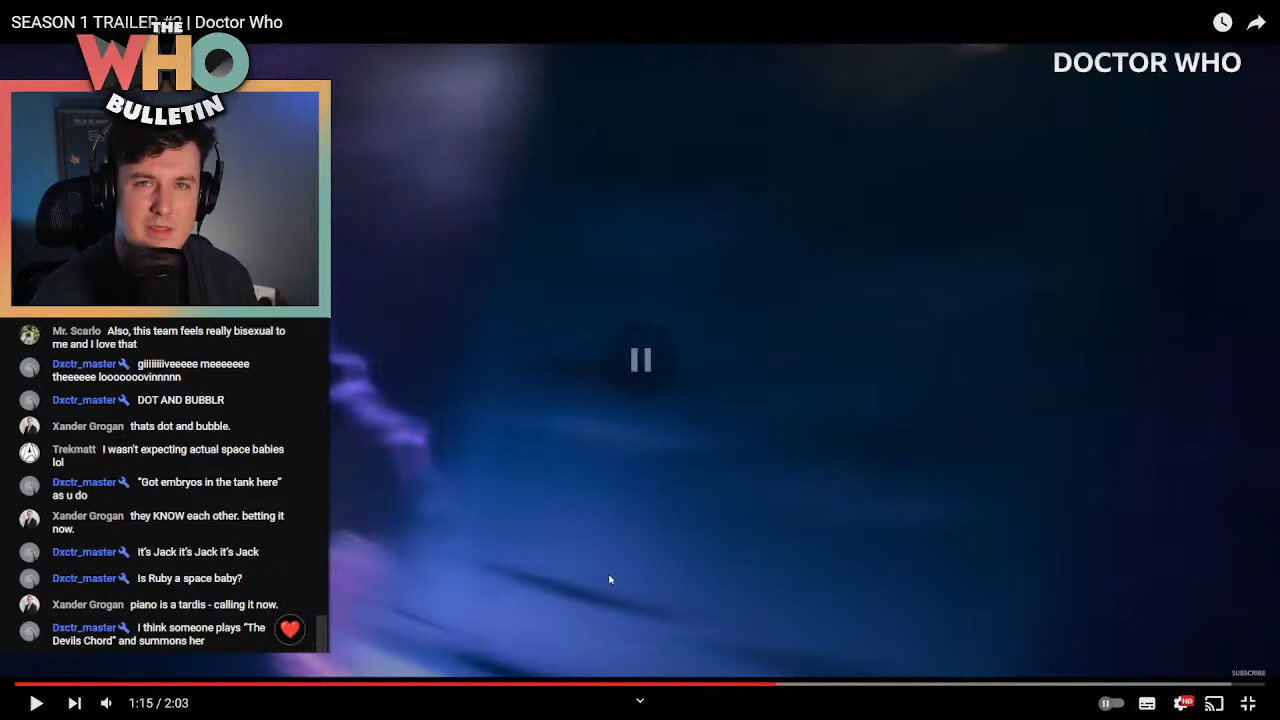 SEASON 1 TRAILER #2 | Doctor Who
THE
WHO
BULLETIN
DOCTOR WHO
Mr. Scarlo Also, this team feels really bisexual to
me and I love that
Dxctr_master giiiiiiiveeeee meeeeeee
theeeeee looooooovinnnnn
Dxctr_master DOT AND BUBBLR
Xander Grogan thats dot and bubble.
Trekmatt I wasn't expecting actual space babies
lol
Dxctr_master “Got embryos in the tank here”
as u do
Xander Grogan they KNOW each other. betting it
now.
Dxctr_master It's Jack it's Jack it's Jack
Dxctr_master Is Ruby a space baby?
Xander Grogan piano is a tardis - calling it now.
Dxctr_master I think someone plays “The
Devils Chord” and summons her
SUBSCRIBE
1:15 / 2:03
HD